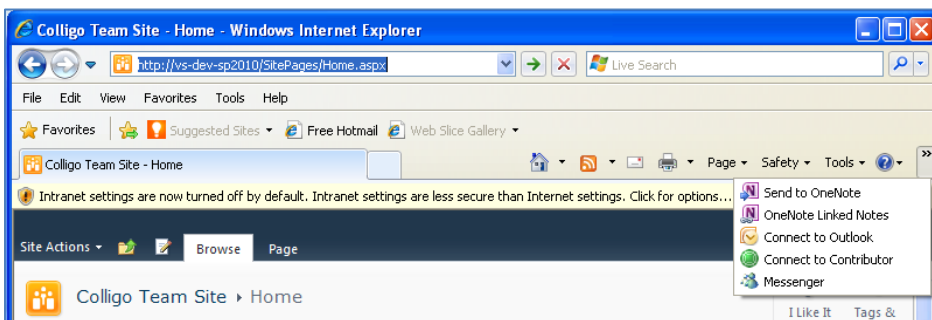 Colligo Team Site - Home - Windows Internet Explorer
http://vs-dev-sp2010/SitePages/Home.aspx
Live Search
File Edit View Favorites Tools Help
Favorites Suggested Sites Free Hotmail Web Slice Gallery
Colligo Team Site - Home
Page Safety Tools
Intranet settings are now turned off by default. Intranet settings are less secure than Internet settings. Click for options...
Send to OneNote
OneNote Linked Notes
Connect to Outlook
Connect to Contributor
Messenger
Site Actions Browse Page
Colligo Team Site Home
I Like It Tags &